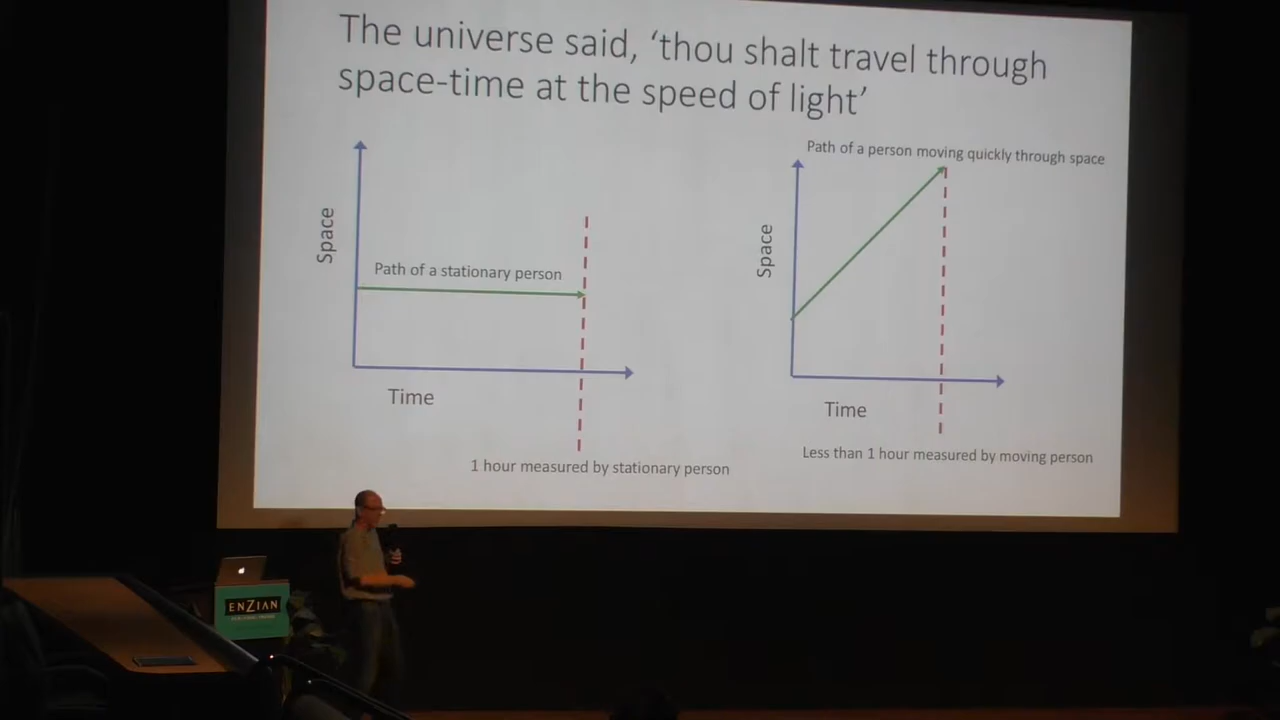 The universe said, ‘thou shalt travel through
space-time at the speed of light’
Space
Path of a stationary person
Time
1 hour measured by stationary person
Path of a person moving quickly through space
Space
Time
Less than 1 hour measured by moving person
ENZIAN